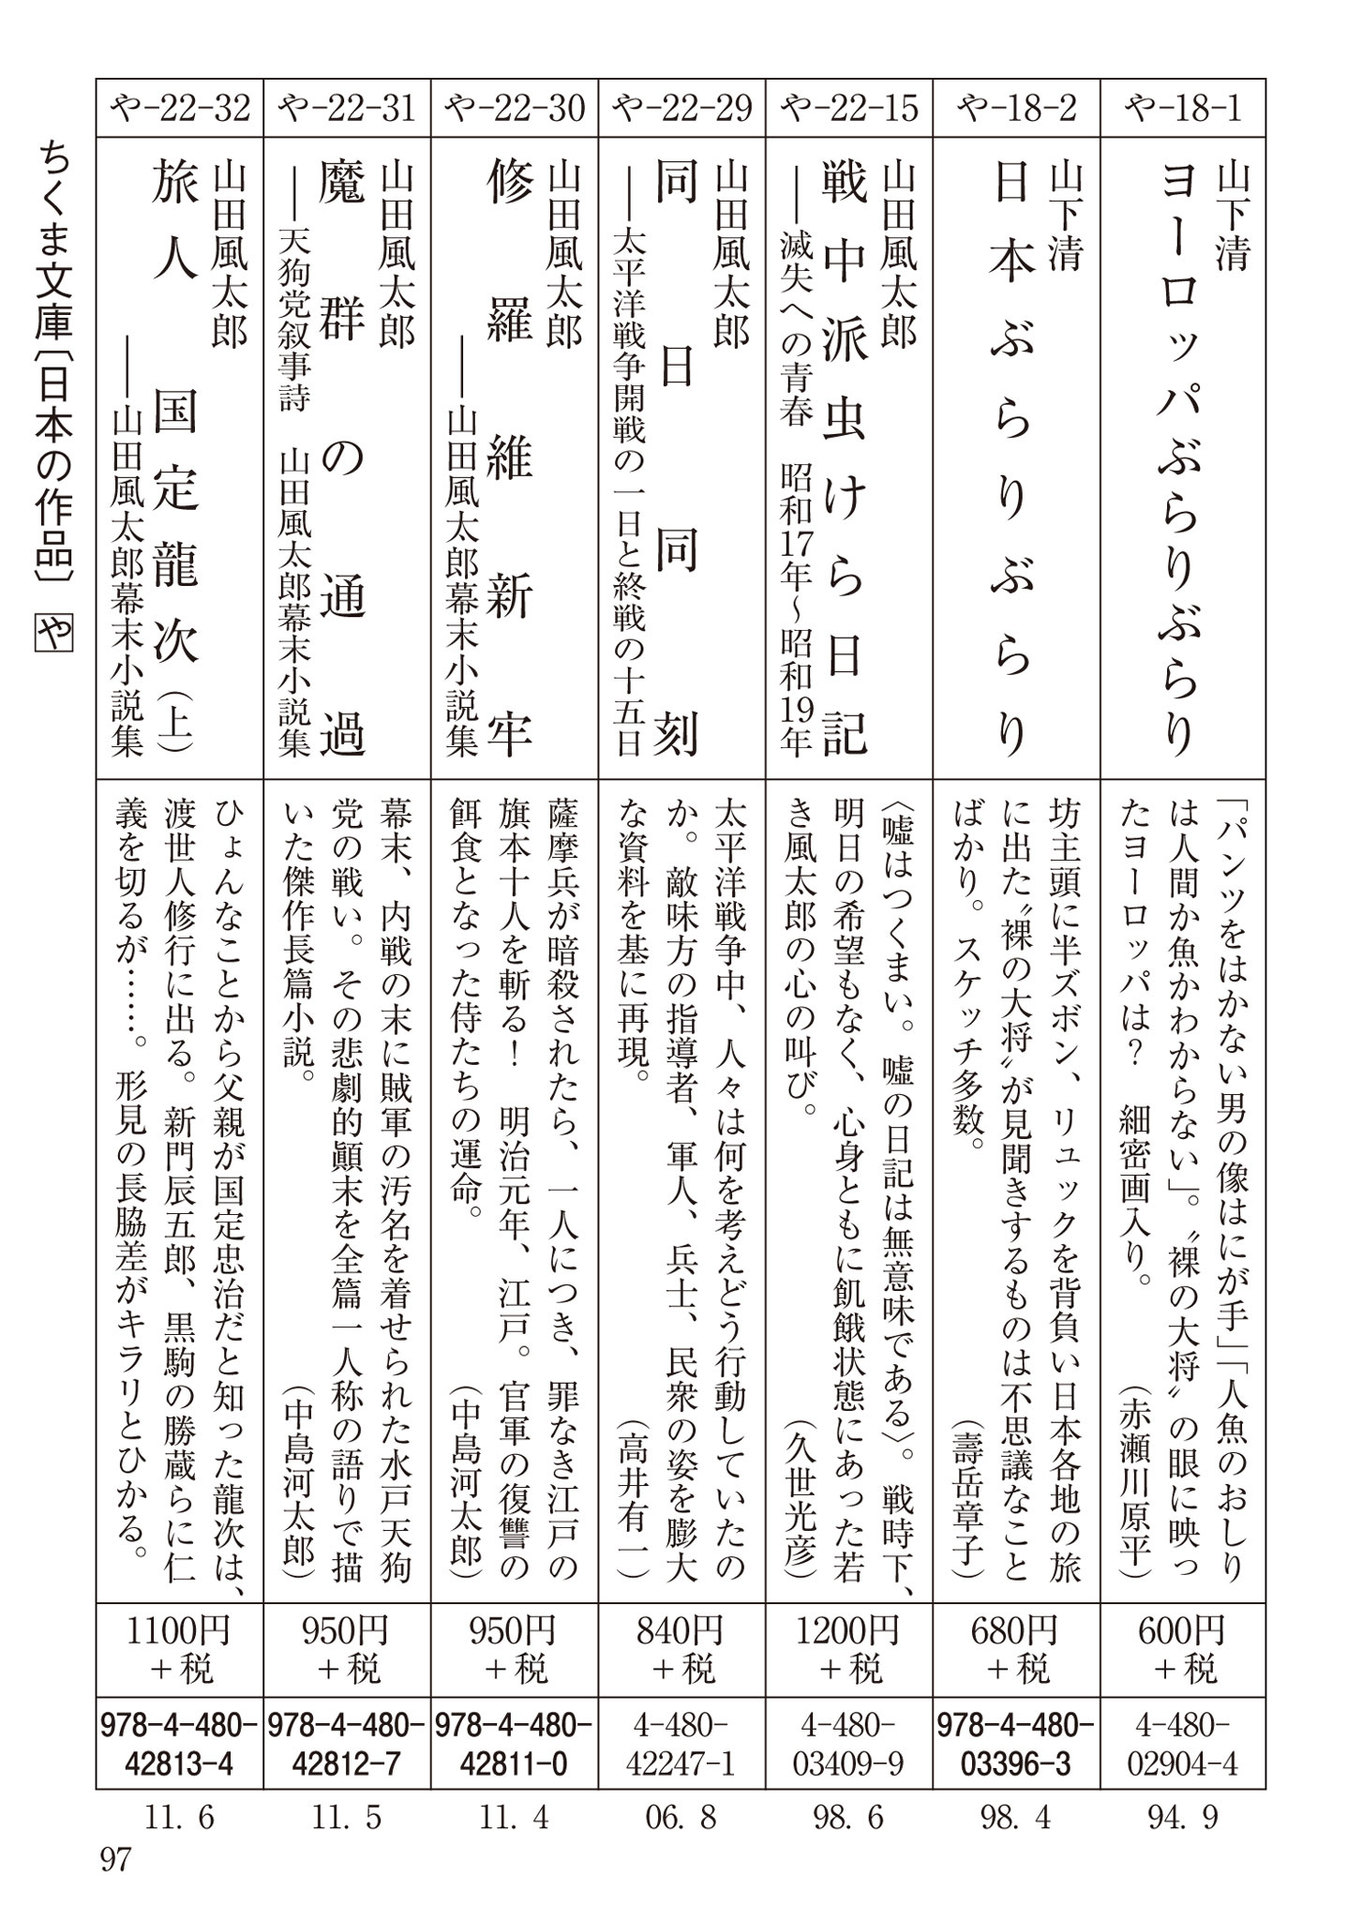 や-18-1
山下清
ヨーロッパぶらりぶらり
「パンツをはかない男の像はにが手」「人魚のおしり
は人間か魚かわからない」。〝裸の大将〟の眼に映っ
たヨーロッパは？　細密画入り。　（赤瀬川原平）
600円
＋税
4-480-
02904-4
94. 9
や-18-2
山下清
日本ぶらりぶらり
坊主頭に半ズボン、リュックを背負い日本各地の旅
に出た〝裸の大将〟が見聞きするものは不思議なこと
ばかり。スケッチ多数。　（壽岳章子）
680円
＋税
978-4-480-
03396-3
98. 4
や-22-15
山田風太郎
戦中派虫けら日記
――滅失への青春　昭和17年～昭和19年
〈嘘はつくまい。嘘の日記は無意味である〉。戦時下、
明日の希望もなく、心身ともに飢餓状態にあった若
き風太郎の心の叫び。　（久世光彦）
1200円
＋税
4-480-
03409-9
98. 6
や-22-29
山田風太郎
同日同刻
――太平洋戦争開戦の一日と終戦の十五日
太平洋戦争中、人々は何を考えどう行動していたの
か。敵味方の指導者、軍人、兵士、民衆の姿を膨大
な資料を基に再現。　（高井有一）
840円
＋税
4-480-
42247-1
06. 8
や-22-30
山田風太郎
修羅維新牢
――山田風太郎幕末小説集
薩摩兵が暗殺されたら、一人につき、罪なき江戸の
旗本十人を斬る！　明治元年、江戸。官軍の復讐の
餌食となった侍たちの運命。　（中島河太郎）
950円
＋税
978-4-480-
42811-0
11. 4
や-22-31
山田風太郎
魔群の通過
――天狗党叙事詩　山田風太郎幕末小説集
幕末、内戦の末に賊軍の汚名を着せられた水戸天狗
党の戦い。その悲劇的顚末を全篇一人称の語りで描
いた傑作長篇小説。　（中島河太郎）
950円
＋税
978-4-480-
42812-7
11. 5
や-22-32
山田風太郎
旅人　国定龍次（上）
――山田風太郎幕末小説集
ひょんなことから父親が国定忠治だと知った龍次は、
渡世人修行に出る。新門辰五郎、黒駒の勝蔵らに仁
義を切るが……。形見の長脇差がキラリとひかる。
1100円
＋税
978-4-480-
42813-4
11. 6
ちくま文庫〔日本の作品〕や
97